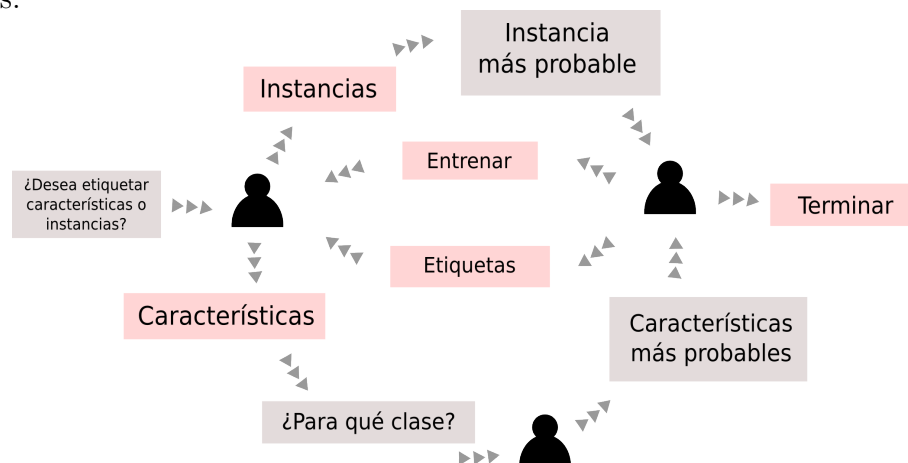 s.
Instancia
más probable
Instancias
Entrenar
¿Desea etiquetar
características o
instancias?
Terminar
Etiquetas
Características
Características
más probables
¿Para qué clase?